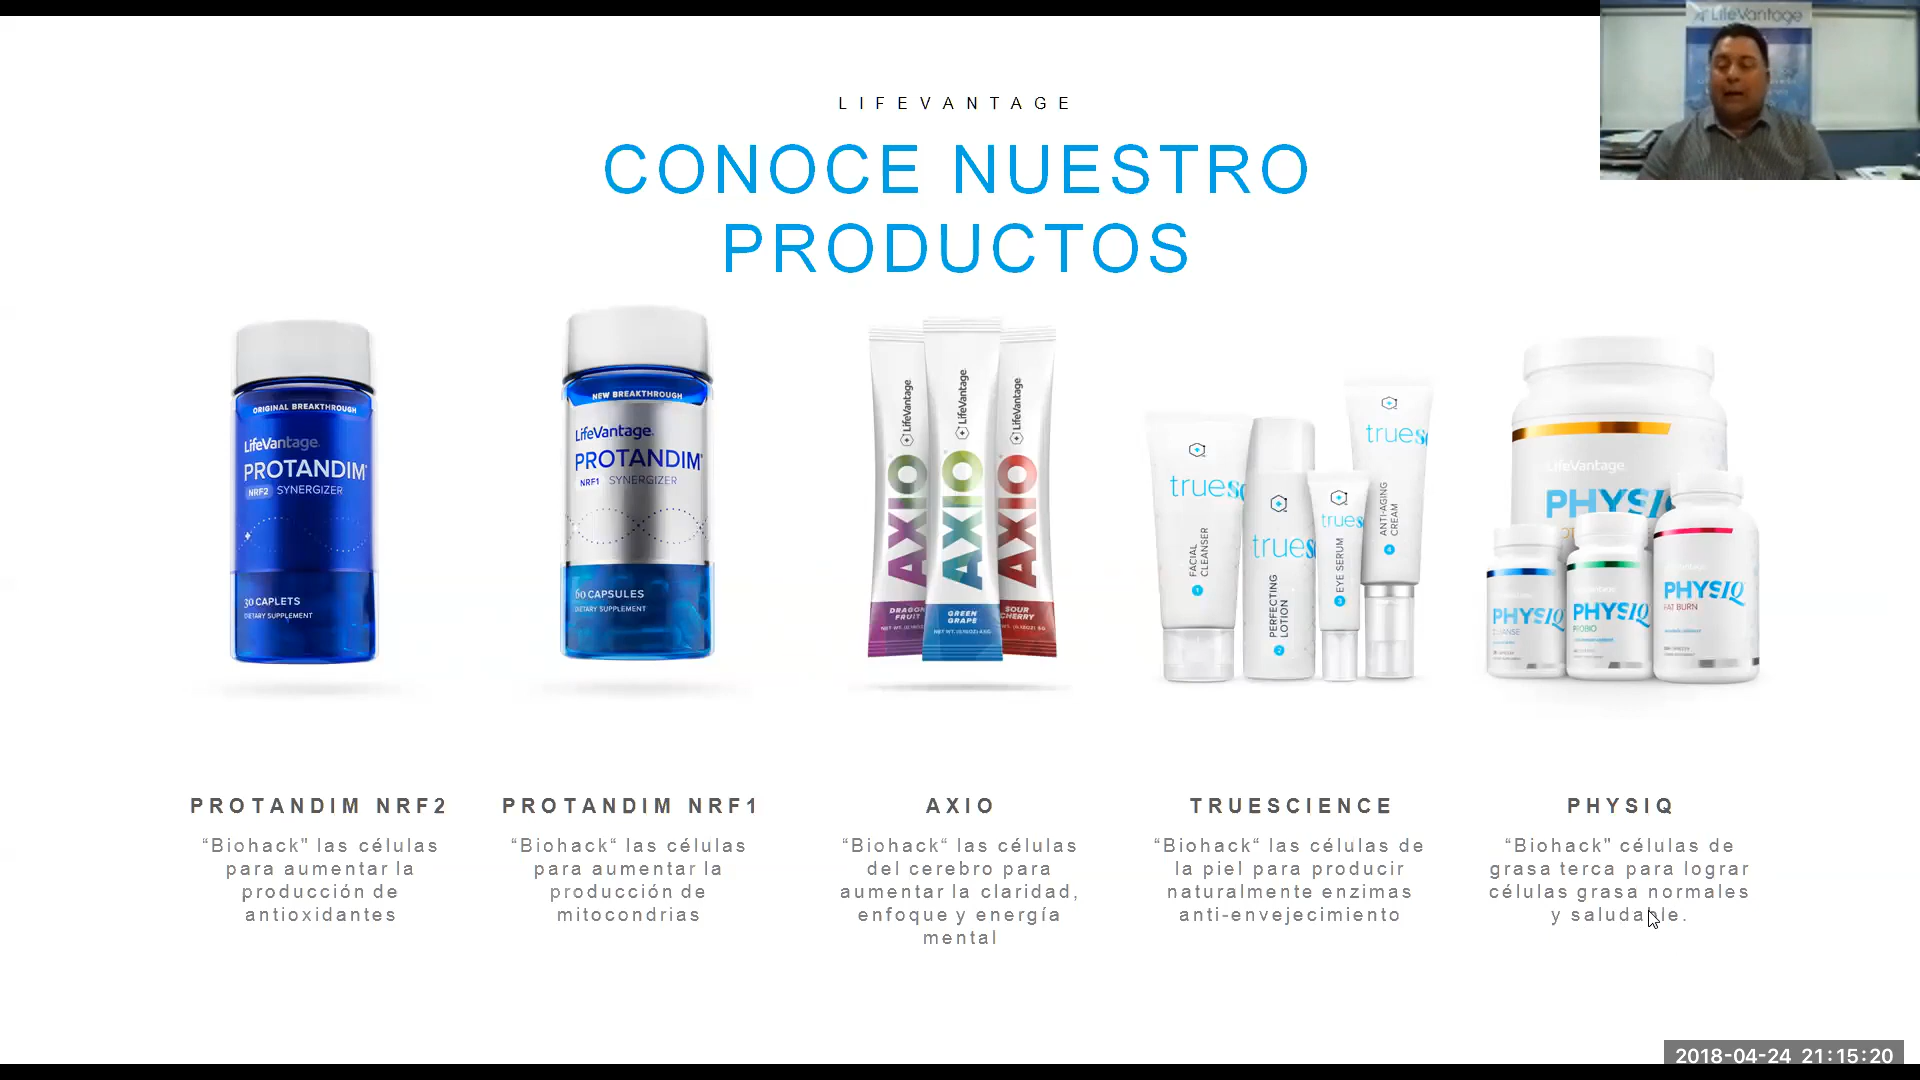 LifeVantage
LIFEVANTAGE
CONOCE NUESTRO
PRODUCTOS
ORIGINAL BREAKTHROUGH
LifeVantage
PROTANDIM
NRF2 SYNERGIZER
30 CAPLETS
DIETARY SUPPLEMENT
NEW BREAKTHROUGH
LifeVantage
PROTANDIM
NRF1 SYNERGIZER
60 CAPSULES
DIETARY SUPPLEMENT
LifeVantage
AXIO
DRAGON
FRUIT
LifeVantage
AXIO
GREEN
GRAPE
LifeVantage
AXIO
SOUR
CHERRY
truesc
FACIAL
CLEANSER
1
trues
PERFECTING
LOTION
2
trues
EYE SERUM
3
trues
ANTI-AGING
CREAM
4
LifeVantage
PHYSIQ
PHYSIQ
CLEANSE
PHYSIQ
PROBIO
PHYSIQ
FAT BURN
PROTANDIM NRF2
“Biohack" las células
para aumentar la
producción de
antioxidantes
PROTANDIM NRF1
“Biohack“ las células
para aumentar la
producción de
mitocondrias
AXIO
“Biohack“ las células
del cerebro para
aumentar la claridad,
enfoque y energía
mental
TRUESCIENCE
“Biohack“ las células de
la piel para producir
naturalmente enzimas
anti-envejecimiento
PHYSIQ
“Biohack" células de
grasa terca para lograr
células grasa normales
y saludable.
2018-04-24 21:15:20